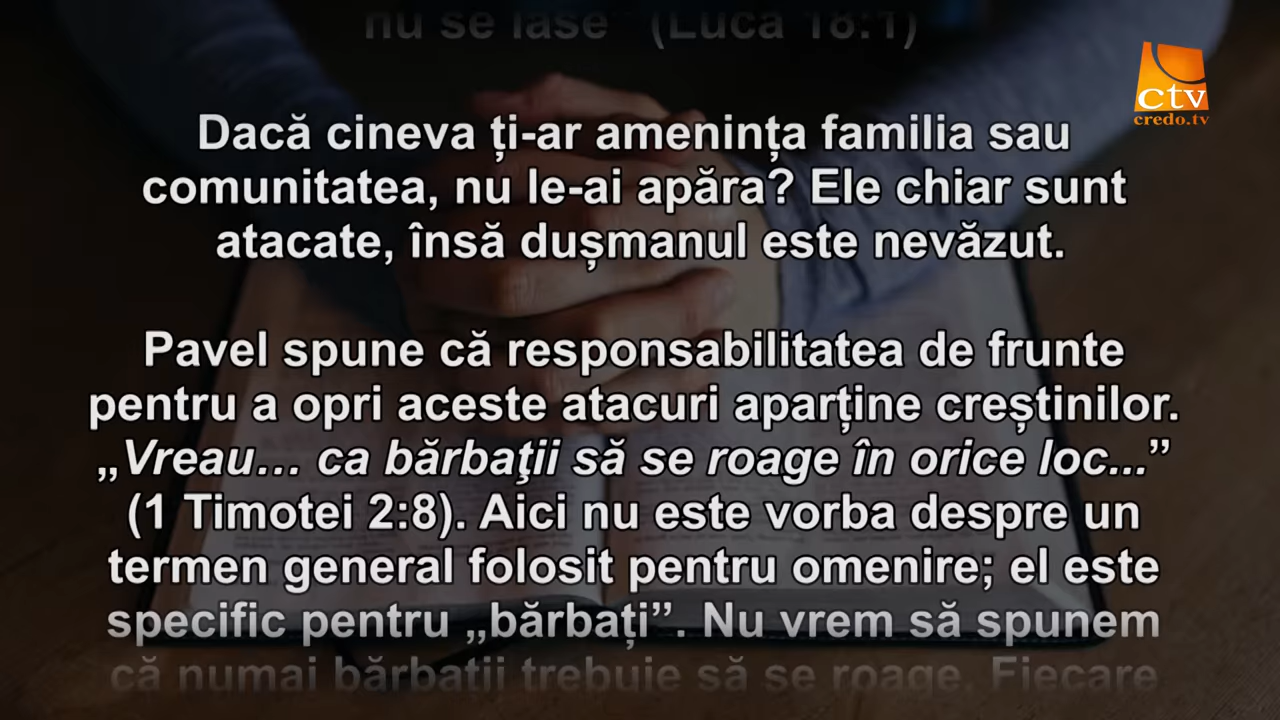 nu se lase” (Luca 18:1)
ctv
credo.tv
Dacă cineva ți-ar amenința familia sau
comunitatea, nu le-ai apăra? Ele chiar sunt
atacate, însă dușmanul este nevăzut.
Pavel spune că responsabilitatea de frunte
pentru a opri aceste atacuri aparține creștinilor.
„Vreau... ca bărbaţii să se roage în orice loc...”
(1 Timotei 2:8). Aici nu este vorba despre un
termen general folosit pentru omenire; el este
specific pentru „bărbați”. Nu vrem să spunem
că numai bărbații trebuie să se roage. Fiecare